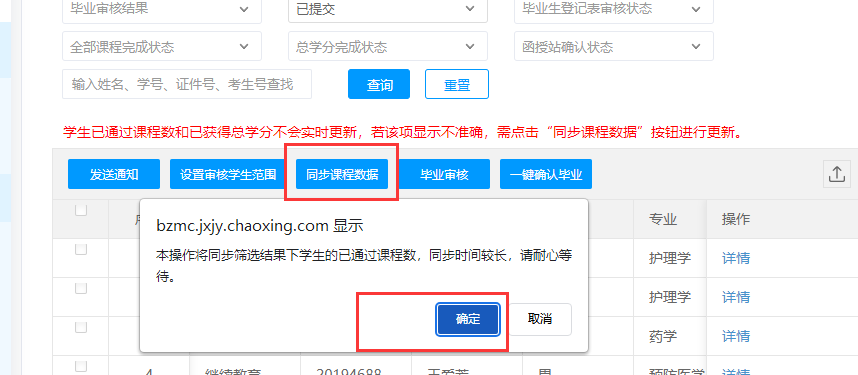 毕业审核结果 已提交 毕业生登记表审核状态
全部课程完成状态 总学分完成状态 函授站确认状态
输入姓名、学号、证件号、考生号查找 查询 重置
学生已通过课程数和已获得总学分不会实时更新，若该项显示不准确，需点击“同步课程数据”按钮进行更新。
发送通知 设置审核学生范围 同步课程数据 毕业审核 一键确认毕业
专业 操作
bzmc.jxjy.chaoxing.com 显示
本操作将同步筛选结果下学生的已通过课程数，同步时间较长，请耐心等
待。
确定 取消
护理学 详情
护理学 详情
药学 详情
4 继续教育 20194688 男 预防医学 详情